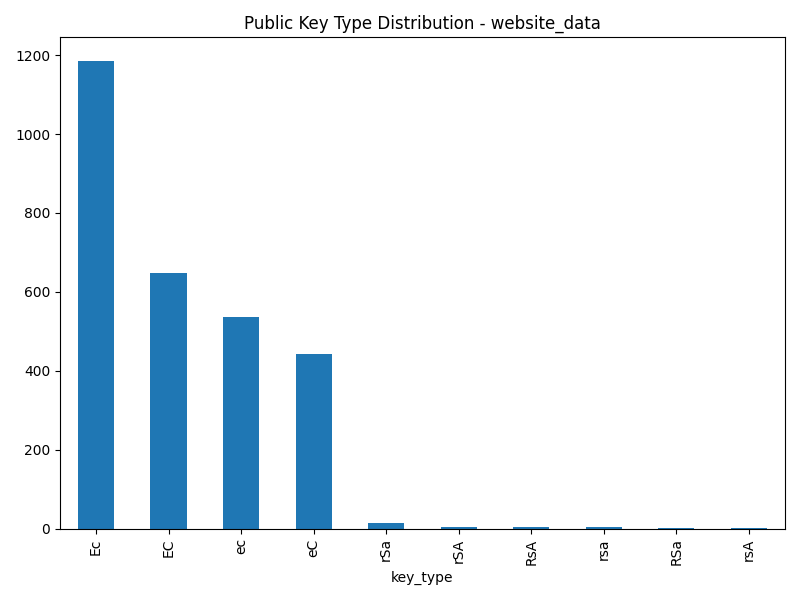 Public Key Type Distribution - website_data
1200
1000
800
600
400
200
0
Ec
EC
ec
eC
rSa
rSA
RsA
rsa
RSa
rsA
key_type